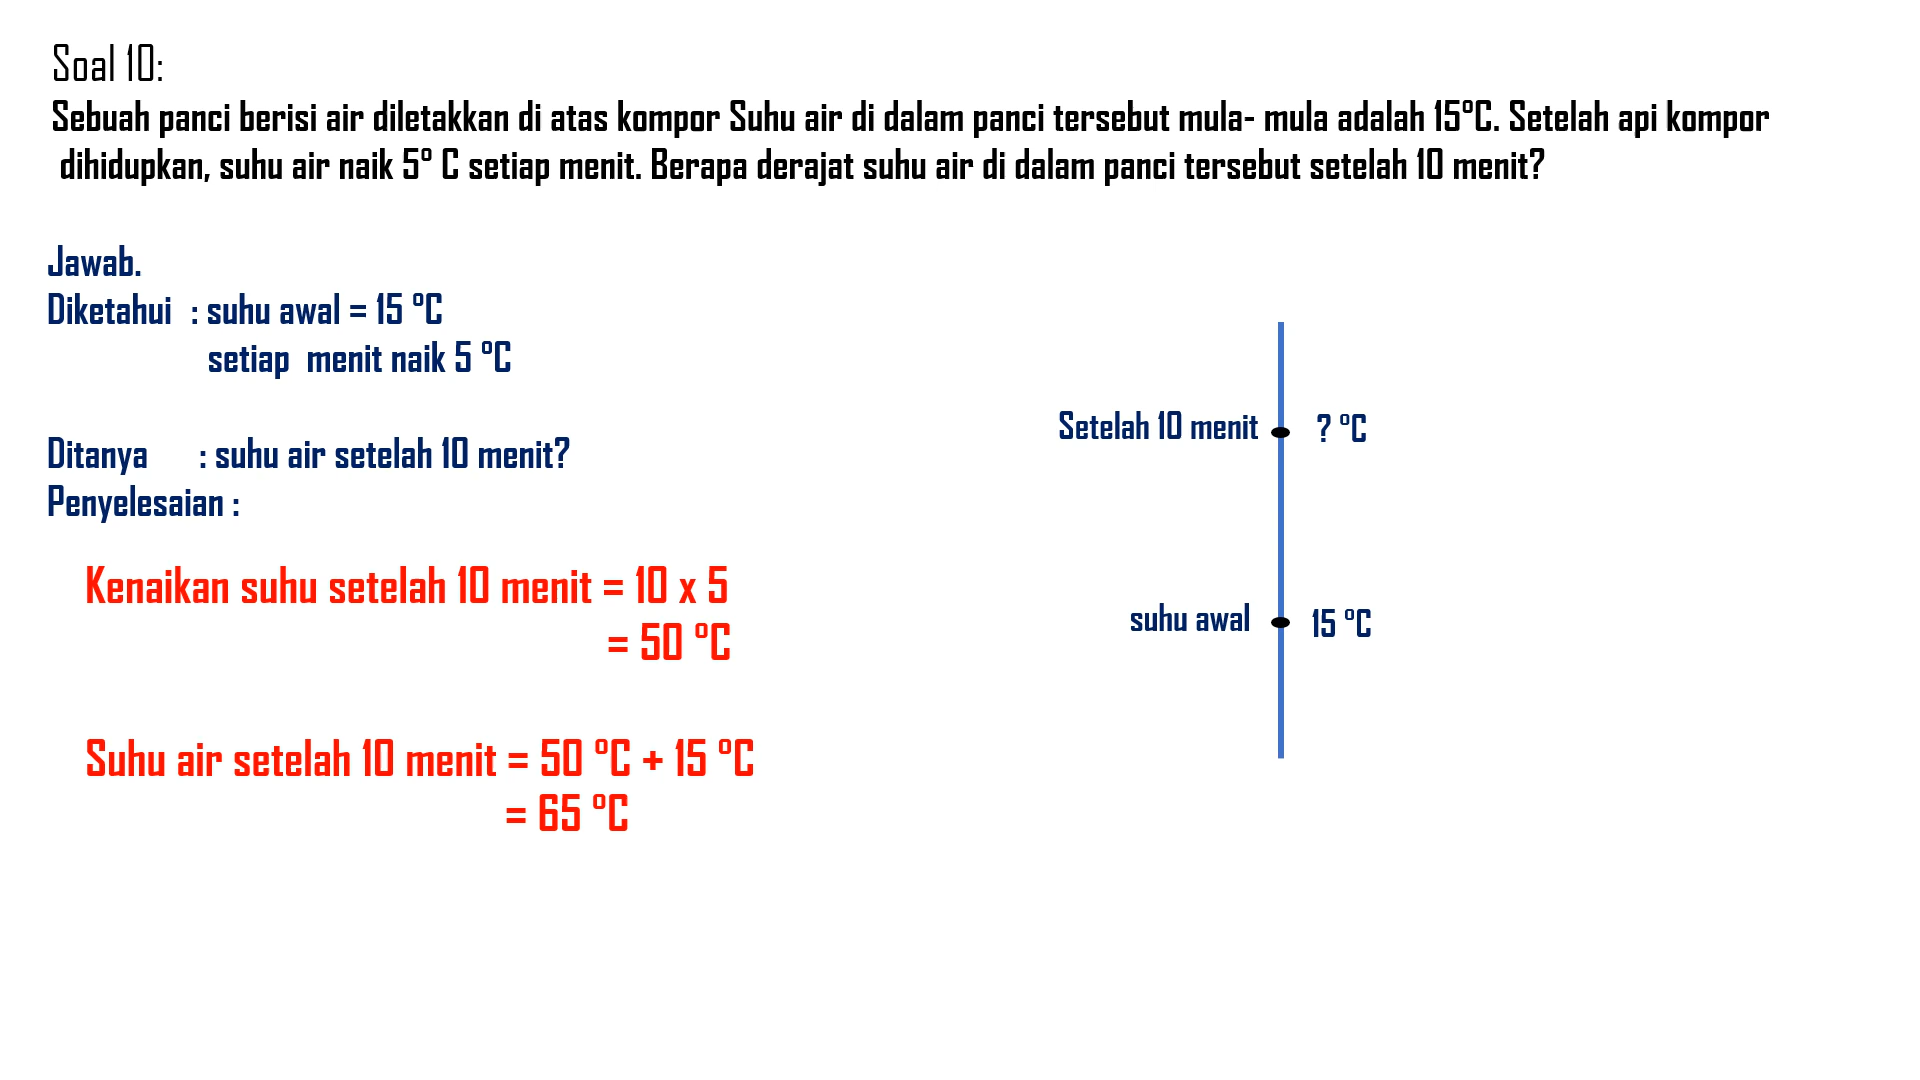 Soal 10:
Sebuah panci berisi air diletakkan di atas kompor Suhu air di dalam panci tersebut mula- mula adalah 15°C. Setelah api kompor
dihidupkan, suhu air naik 5° C setiap menit. Berapa derajat suhu air di dalam panci tersebut setelah 10 menit?
Jawab.
Diketahui : suhu awal = 15 °C
setiap menit naik 5 °C
Ditanya : suhu air setelah 10 menit?
Penyelesaian :
Kenaikan suhu setelah 10 menit = 10 x 5
= 50 °C
Suhu air setelah 10 menit = 50 °C + 15 °C
= 65 °C
Setelah 10 menit ? °C
suhu awal 15 °C